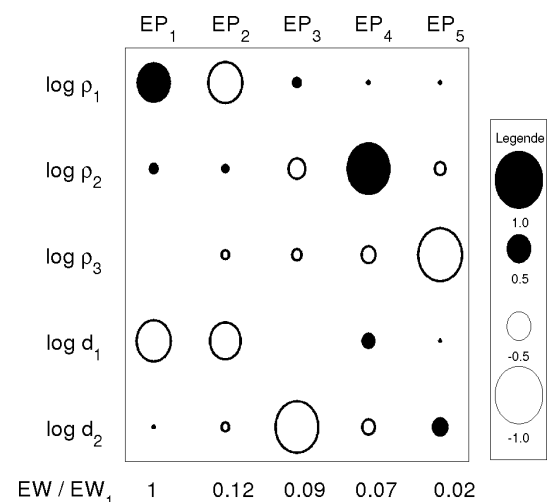 EP1 EP2 EP3 EP4 EP5
log ρ1
log ρ2
log ρ3
log d1
log d2
EW / EW1 1 0.12 0.09 0.07 0.02
Legende
1.0
0.5
-0.5
-1.0